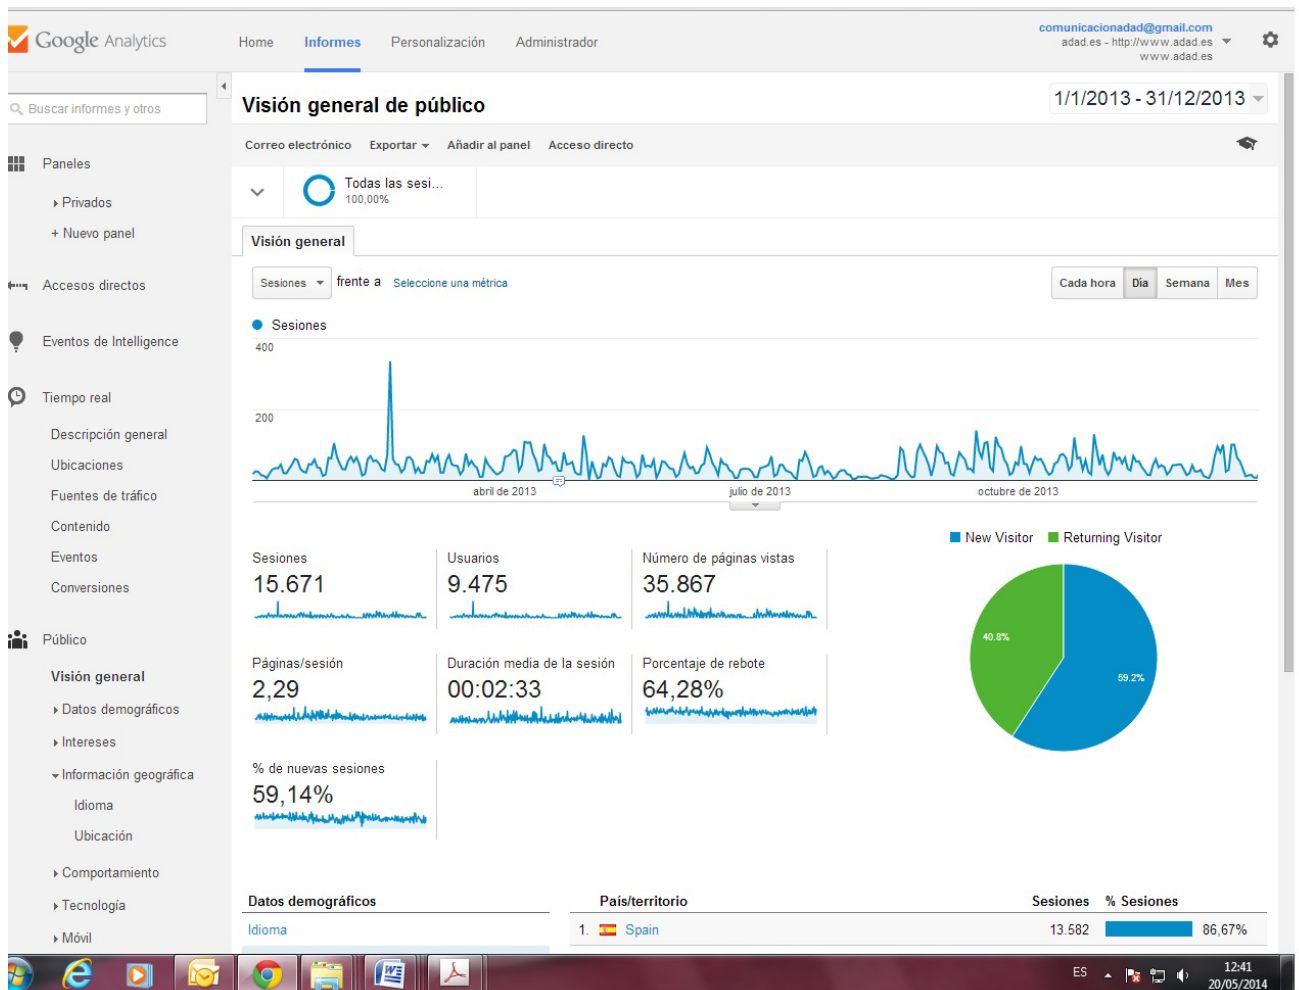 Google Analytics
Home Informes Personalización Administrador
comunicacionadad@gmail.com
adad.es - http://www.adad.es
www.adad.es
Buscar informes y otros
Visión general de público
1/1/2013 - 31/12/2013
Correo electrónico Exportar Añadir al panel Acceso directo
Paneles
Privados
+ Nuevo panel
Accesos directos
Eventos de Intelligence
Tiempo real
Descripción general
Ubicaciones
Fuentes de tráfico
Contenido
Eventos
Conversiones
Público
Visión general
Datos demográficos
Intereses
Información geográfica
Idioma
Ubicación
Comportamiento
Tecnología
Móvil
Todas las sesi...
100,00%
Visión general
Sesiones frente a Seleccione una métrica
Cada hora Día Semana Mes
Sesiones
400
200
abril de 2013 julio de 2013 octubre de 2013
Sesiones
15.671
Usuarios
9.475
Número de páginas vistas
35.867
Páginas/sesión
2,29
Duración media de la sesión
00:02:33
Porcentaje de rebote
64,28%
% de nuevas sesiones
59,14%
New Visitor Returning Visitor
40.8%
59.2%
Datos demográficos
Idioma
País/territorio Sesiones % Sesiones
1. Spain 13.582 86,67%
ES
12:41
20/05/2014